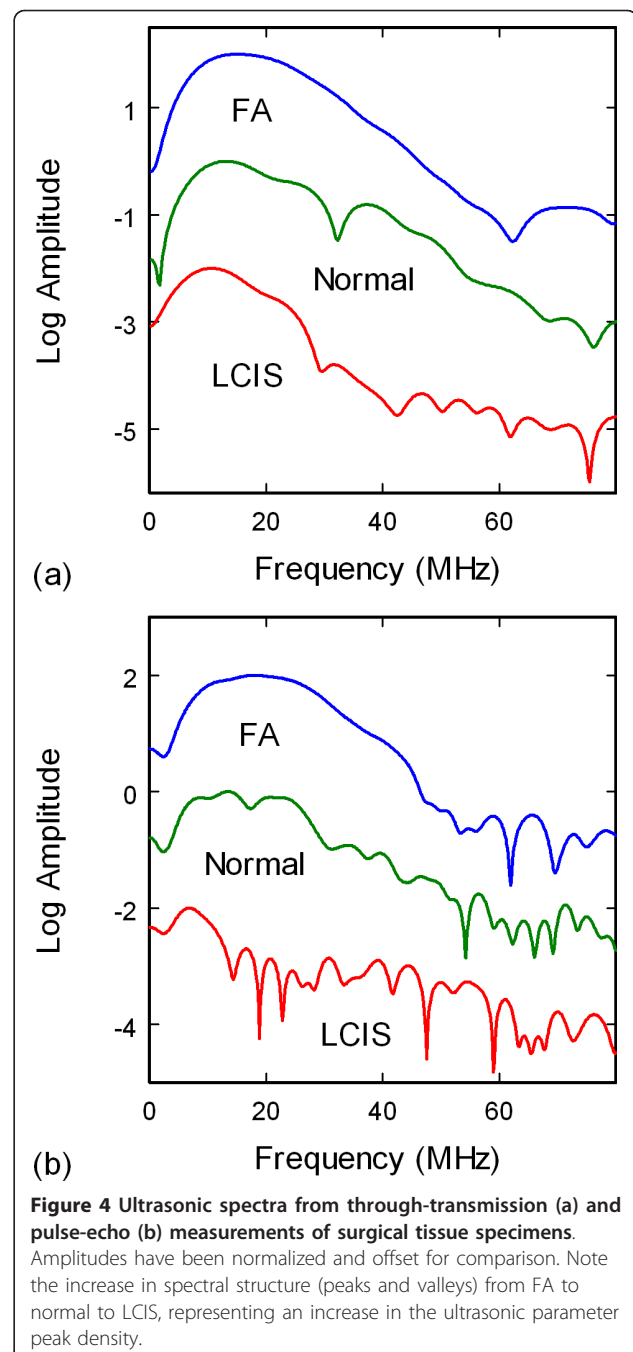 1
-1
-3
-5
Log Amplitude
FA
Normal
LCIS
0 20 40 60
(a)
Frequency (MHz)
2
0
-2
-4
Log Amplitude
FA
Normal
LCIS
0 20 40 60
(b)
Frequency (MHz)
Figure 4 Ultrasonic spectra from through-transmission (a) and
pulse-echo (b) measurements of surgical tissue specimens.
Amplitudes have been normalized and offset for comparison. Note
the increase in spectral structure (peaks and valleys) from FA to
normal to LCIS, representing an increase in the ultrasonic parameter
peak density.